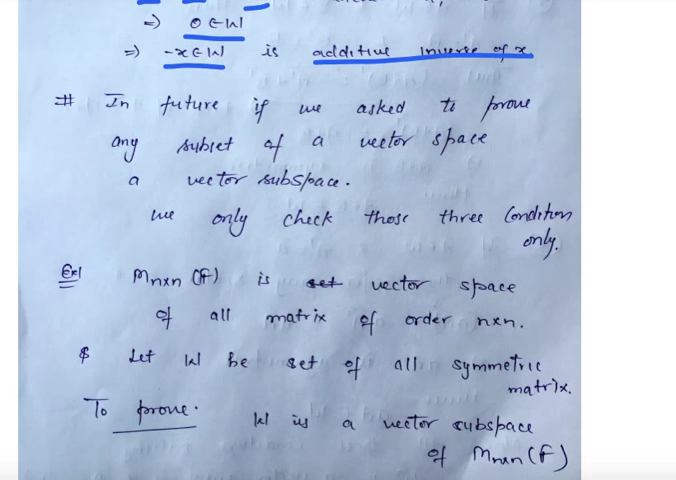 =) 0 ∈ W
=) -x ∈ W is additive inverse of x
# In future if we asked to prove
any subset of a vector space
a vector subspace.
we only check those three Condition
only.
Ex1 Mnxn (F) is set vector space
of all matrix of order nxn.
$ Let W be set of all symmetric
matrix.
To prove. W is a vector subspace
of Mnxn (F)